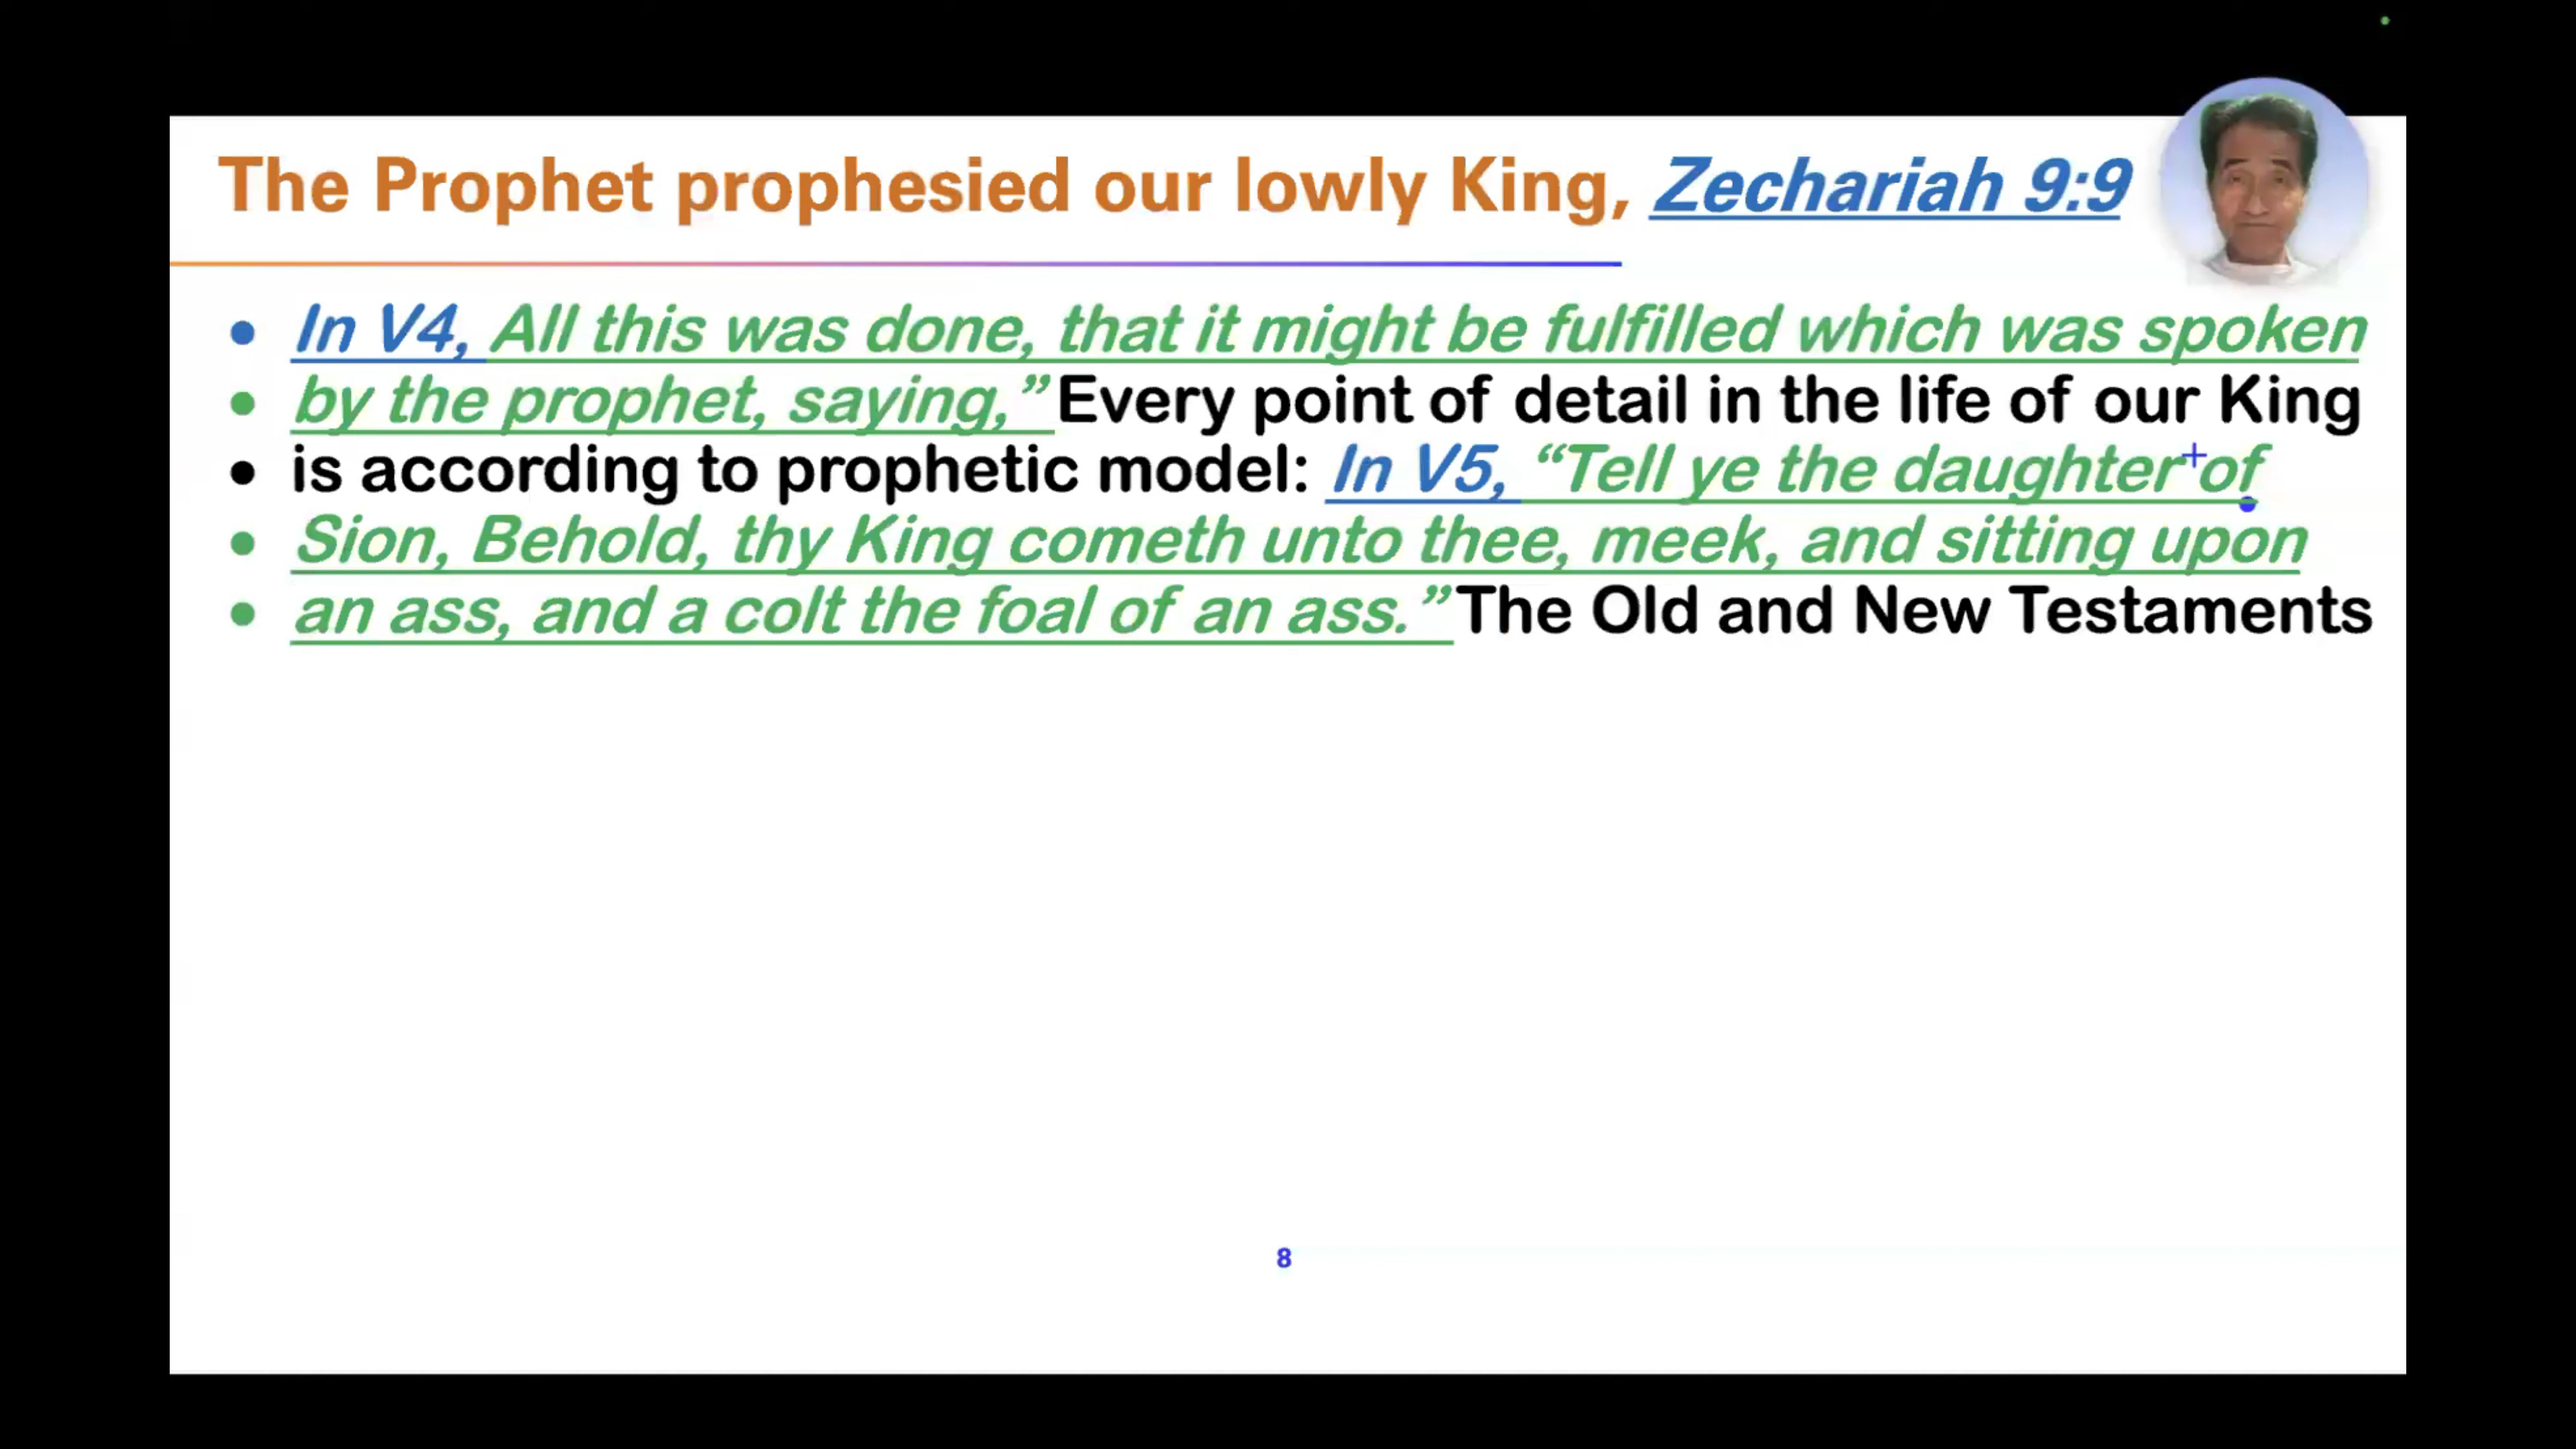 The Prophet prophesied our lowly King, Zechariah 9:9
• In V4, All this was done, that it might be fulfilled which was spoken
• by the prophet, saying,” Every point of detail in the life of our King
• is according to prophetic model: In V5, “Tell ye the daughter of
• Sion, Behold, thy King cometh unto thee, meek, and sitting upon
• an ass, and a colt the foal of an ass.” The Old and New Testaments
8